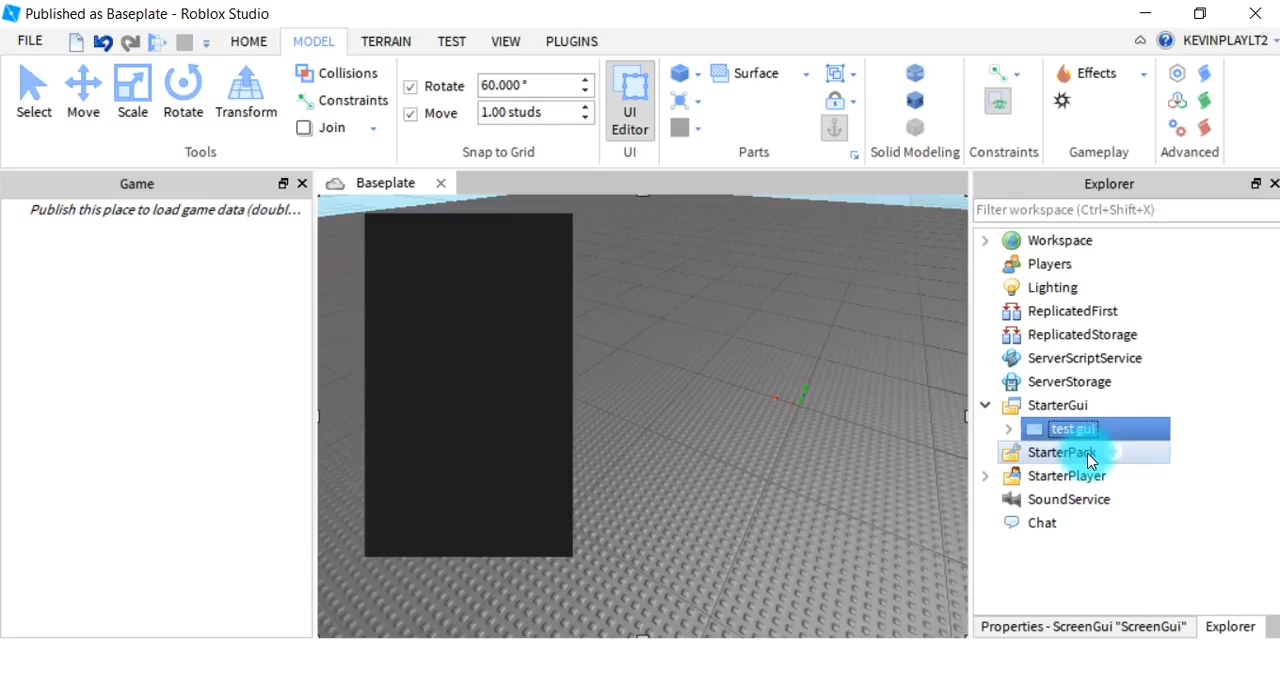 Published as Baseplate - Roblox Studio
FILE
HOME
MODEL
TERRAIN
TEST
VIEW
PLUGINS
KEVINPLAYLT2
Select
Move
Scale
Rotate
Transform
Collisions
Constraints
Join
Tools
Rotate
60.000 °
Move
1.00 studs
Snap to Grid
UI
Editor
UI
Surface
Parts
Solid Modeling
Constraints
Effects
Gameplay
Advanced
Game
Publish this place to load game data (doubl...
Baseplate
Explorer
Filter workspace (Ctrl+Shift+X)
Workspace
Players
Lighting
ReplicatedFirst
ReplicatedStorage
ServerScriptService
ServerStorage
StarterGui
test gui
StarterPack
StarterPlayer
SoundService
Chat
Properties - ScreenGui "ScreenGui"
Explorer